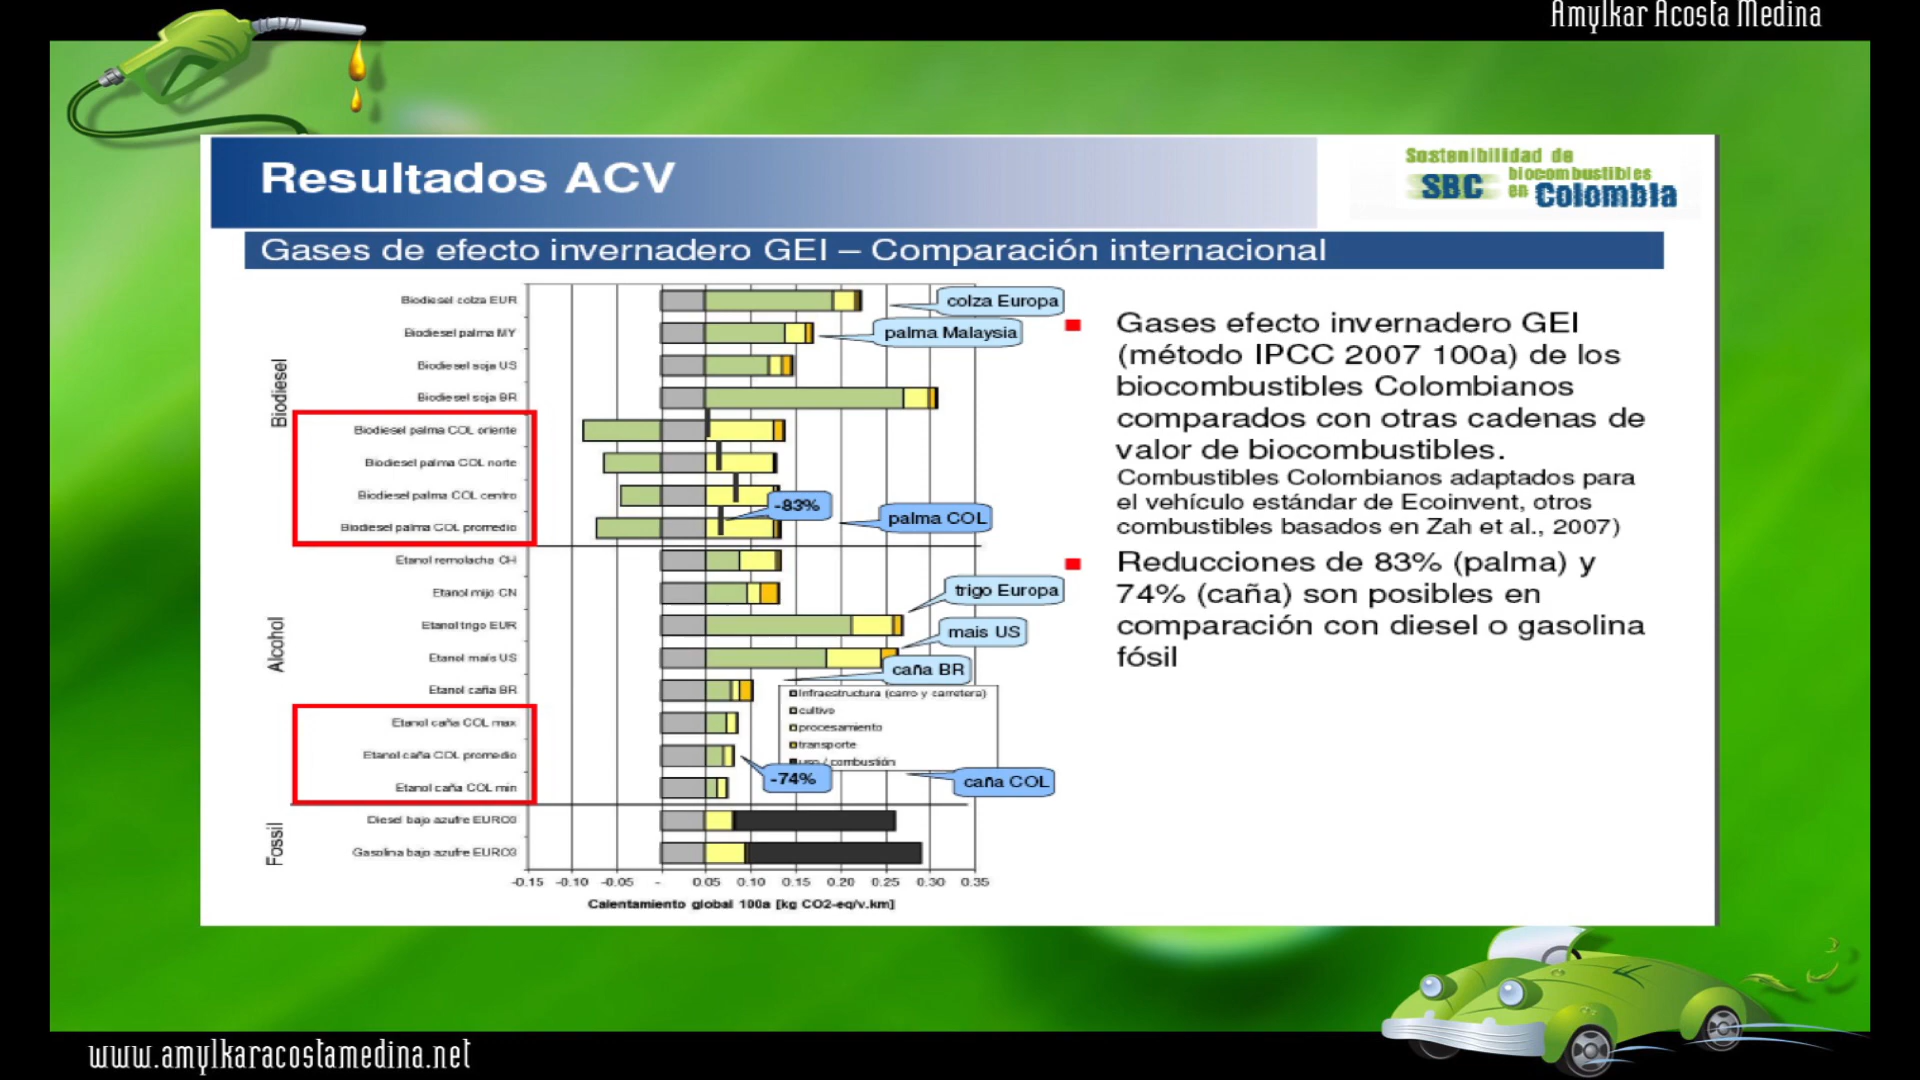 Amylkar Acosta Medina
Resultados ACV
Sostenibilidad de
biocombustibles
SBC en Colombia
Gases de efecto invernadero GEI – Comparación internacional
Biodiesel
Biodiesel colza EUR
Biodiesel palma MY
Biodiesel soja US
Biodiesel soja BR
Biodiesel palma COL oriente
Biodiesel palma COL norte
Biodiesel palma COL centro
Biodiesel palma COL promedio
Alcohol
Etanol remolacha CH
Etanol mijo CN
Etanol trigo EUR
Etanol maís US
Etanol caña BR
Etanol caña COL max
Etanol caña COL promedio
Etanol caña COL min
Fossil
Diesel bajo azufre EURO3
Gasolina bajo azufre EURO3
colza Europa
palma Malaysia
-83%
palma COL
trigo Europa
mais US
caña BR
Infraestructura (carro y carretera)
cultivo
procesamiento
transporte
uso / combustión
-74%
caña COL
-0.15 -0.10 -0.05 - 0.05 0.10 0.15 0.20 0.25 0.30 0.35
Calentamiento global 100a [kg CO2-eq/v.km]
Gases efecto invernadero GEI
(método IPCC 2007 100a) de los
biocombustibles Colombianos
comparados con otras cadenas de
valor de biocombustibles.
Combustibles Colombianos adaptados para
el vehículo estándar de Ecoinvent, otros
combustibles basados en Zah et al., 2007)
Reducciones de 83% (palma) y
74% (caña) son posibles en
comparación con diesel o gasolina
fósil
www.amylkaracostamedina.net